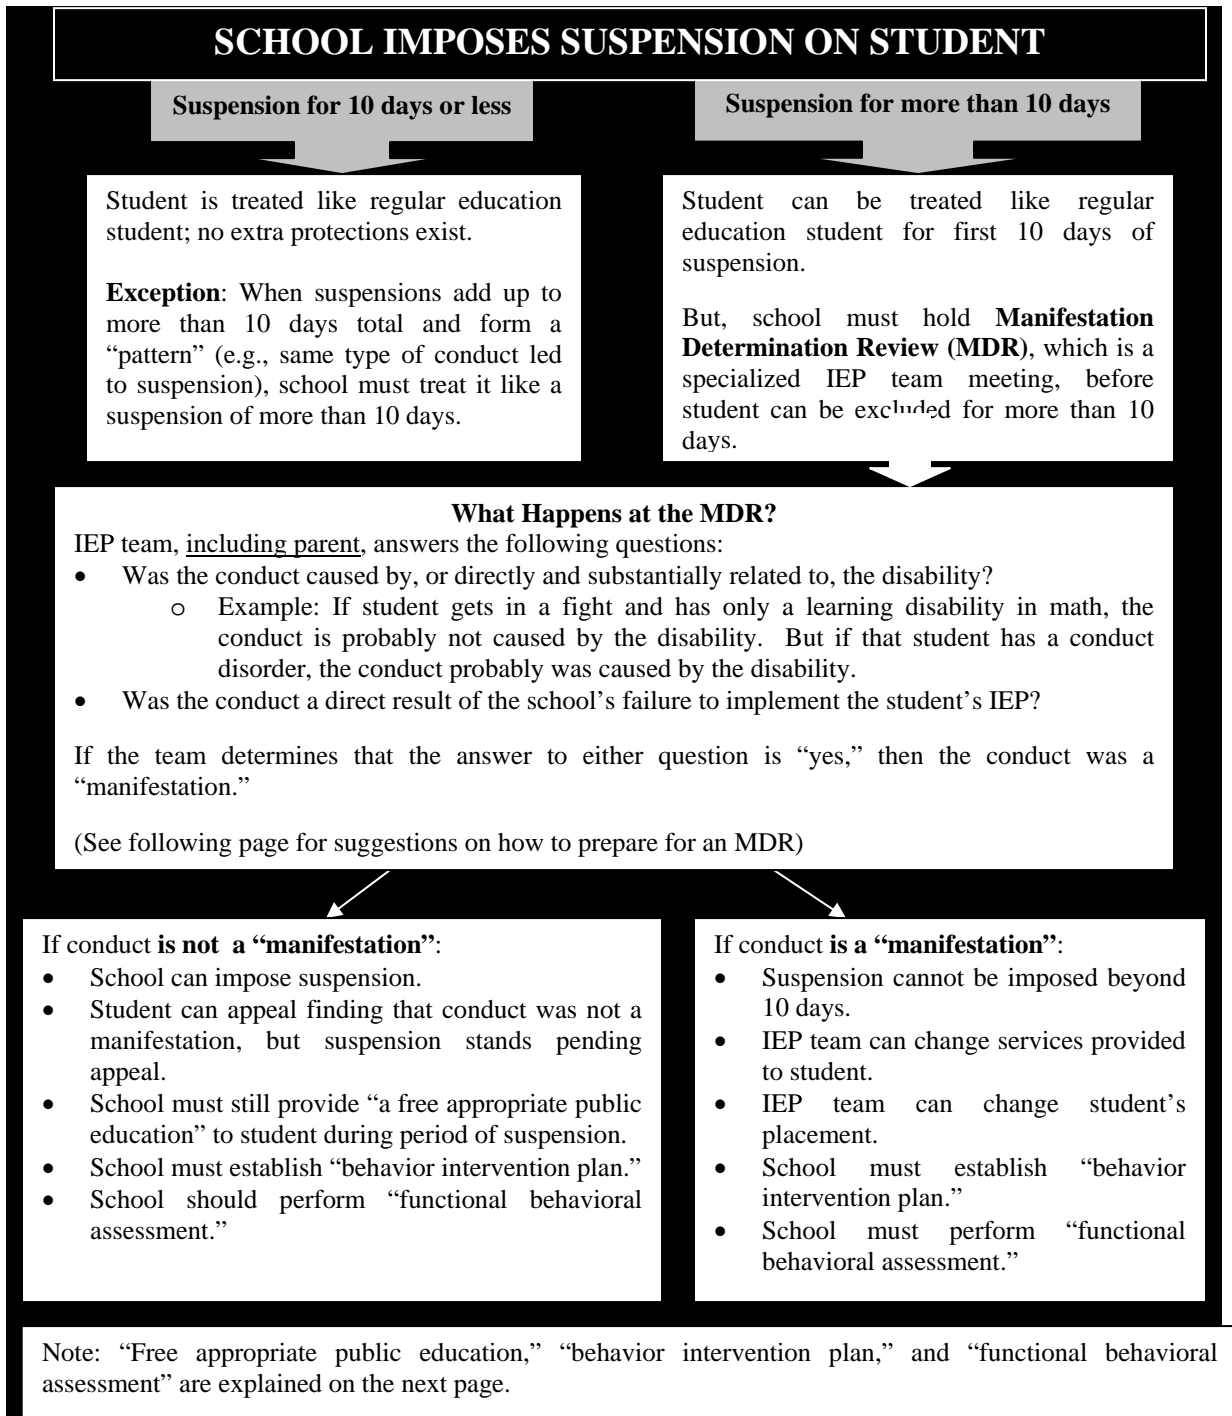 SCHOOL IMPOSES SUSPENSION ON STUDENT
Suspension for 10 days or less
Student is treated like regular education
student; no extra protections exist.
Exception: When suspensions add up to
more than 10 days total and form a
“pattern” (e.g., same type of conduct led
to suspension), school must treat it like a
suspension of more than 10 days.
Suspension for more than 10 days
Student can be treated like regular
education student for first 10 days of
suspension.
But, school must hold Manifestation
Determination Review (MDR), which is a
specialized IEP team meeting, before
student can be excluded for more than 10
days.
What Happens at the MDR?
IEP team, including parent, answers the following questions:
• Was the conduct caused by, or directly and substantially related to, the disability?
o Example: If student gets in a fight and has only a learning disability in math, the
conduct is probably not caused by the disability. But if that student has a conduct
disorder, the conduct probably was caused by the disability.
• Was the conduct a direct result of the school’s failure to implement the student’s IEP?
If the team determines that the answer to either question is “yes,” then the conduct was a
“manifestation.”
(See following page for suggestions on how to prepare for an MDR)
If conduct is not a “manifestation”:
• School can impose suspension.
• Student can appeal finding that conduct was not a
manifestation, but suspension stands pending
appeal.
• School must still provide “a free appropriate public
education” to student during period of suspension.
• School must establish “behavior intervention plan.”
• School should perform “functional behavioral
assessment.”
If conduct is a “manifestation”:
• Suspension cannot be imposed beyond
10 days.
• IEP team can change services provided
to student.
• IEP team can change student’s
placement.
• School must establish “behavior
intervention plan.”
• School must perform “functional
behavioral assessment.”
Note: “Free appropriate public education,” “behavior intervention plan,” and “functional behavioral
assessment” are explained on the next page.